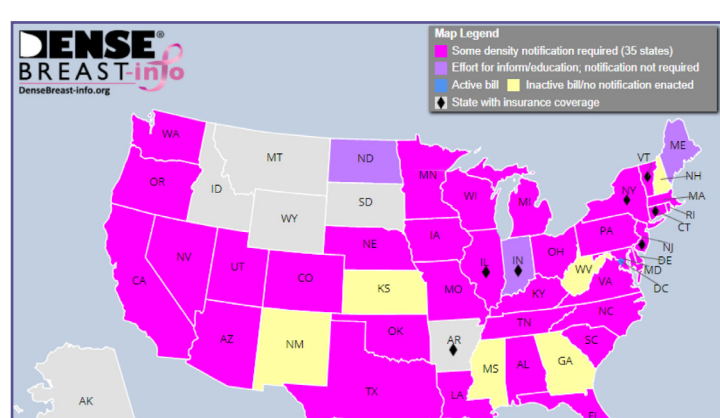 DENSE®
BREAST-info
DenseBreast-info.org
Map Legend
Some density notification required (35 states)
Effort for inform/education; notification not required
Active bill
Inactive bill/no notification enacted
State with insurance coverage
WA
MT
ND
MN
VT
ME
OR
ID
SD
WI
MI
NY
NH
MA
WY
RI
CT
NE
IA
PA
NV
UT
CO
IL
IN
OH
NJ
DE
CA
KS
MO
WV
VA
MD
DC
KY
NC
AZ
NM
OK
AR
TN
SC
TX
LA
MS
AL
GA
AK
FL